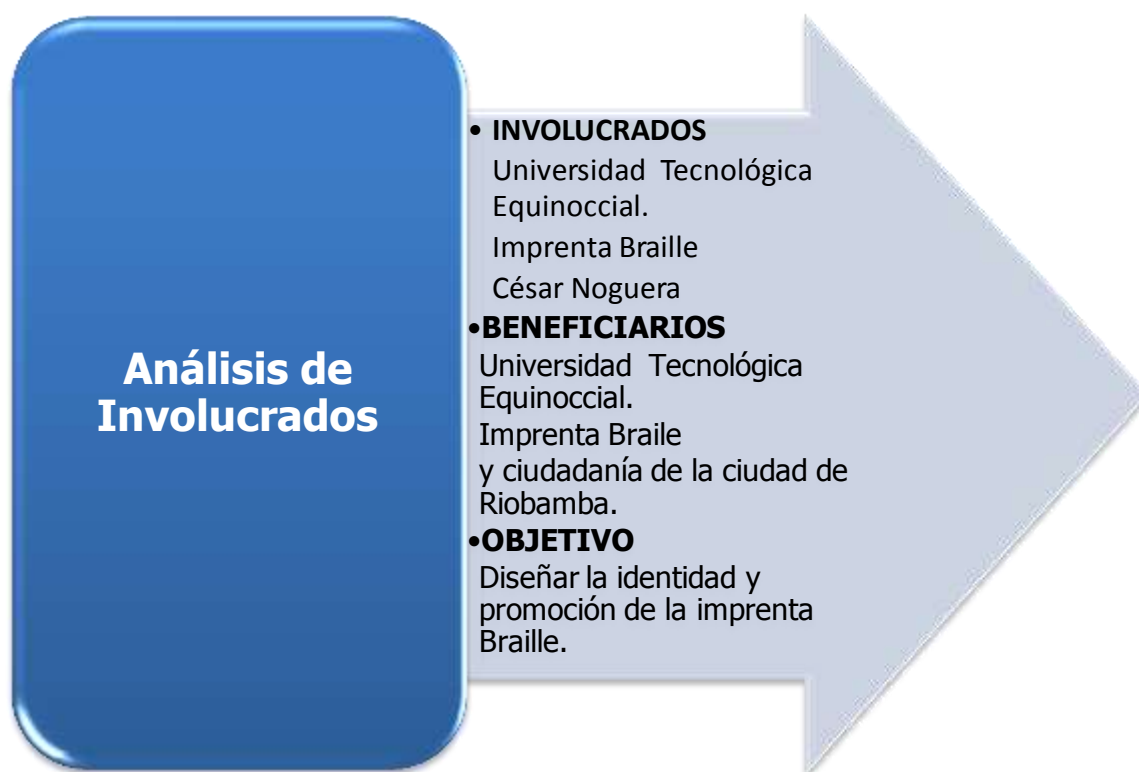 Análisis de
Involucrados
• INVOLUCRADOS
Universidad Tecnológica
Equinoccial.
Imprenta Braille
César Noguera
•BENEFICIARIOS
Universidad Tecnológica
Equinoccial.
Imprenta Braile
y ciudadanía de la ciudad de
Riobamba.
•OBJETIVO
Diseñar la identidad y
promoción de la imprenta
Braille.